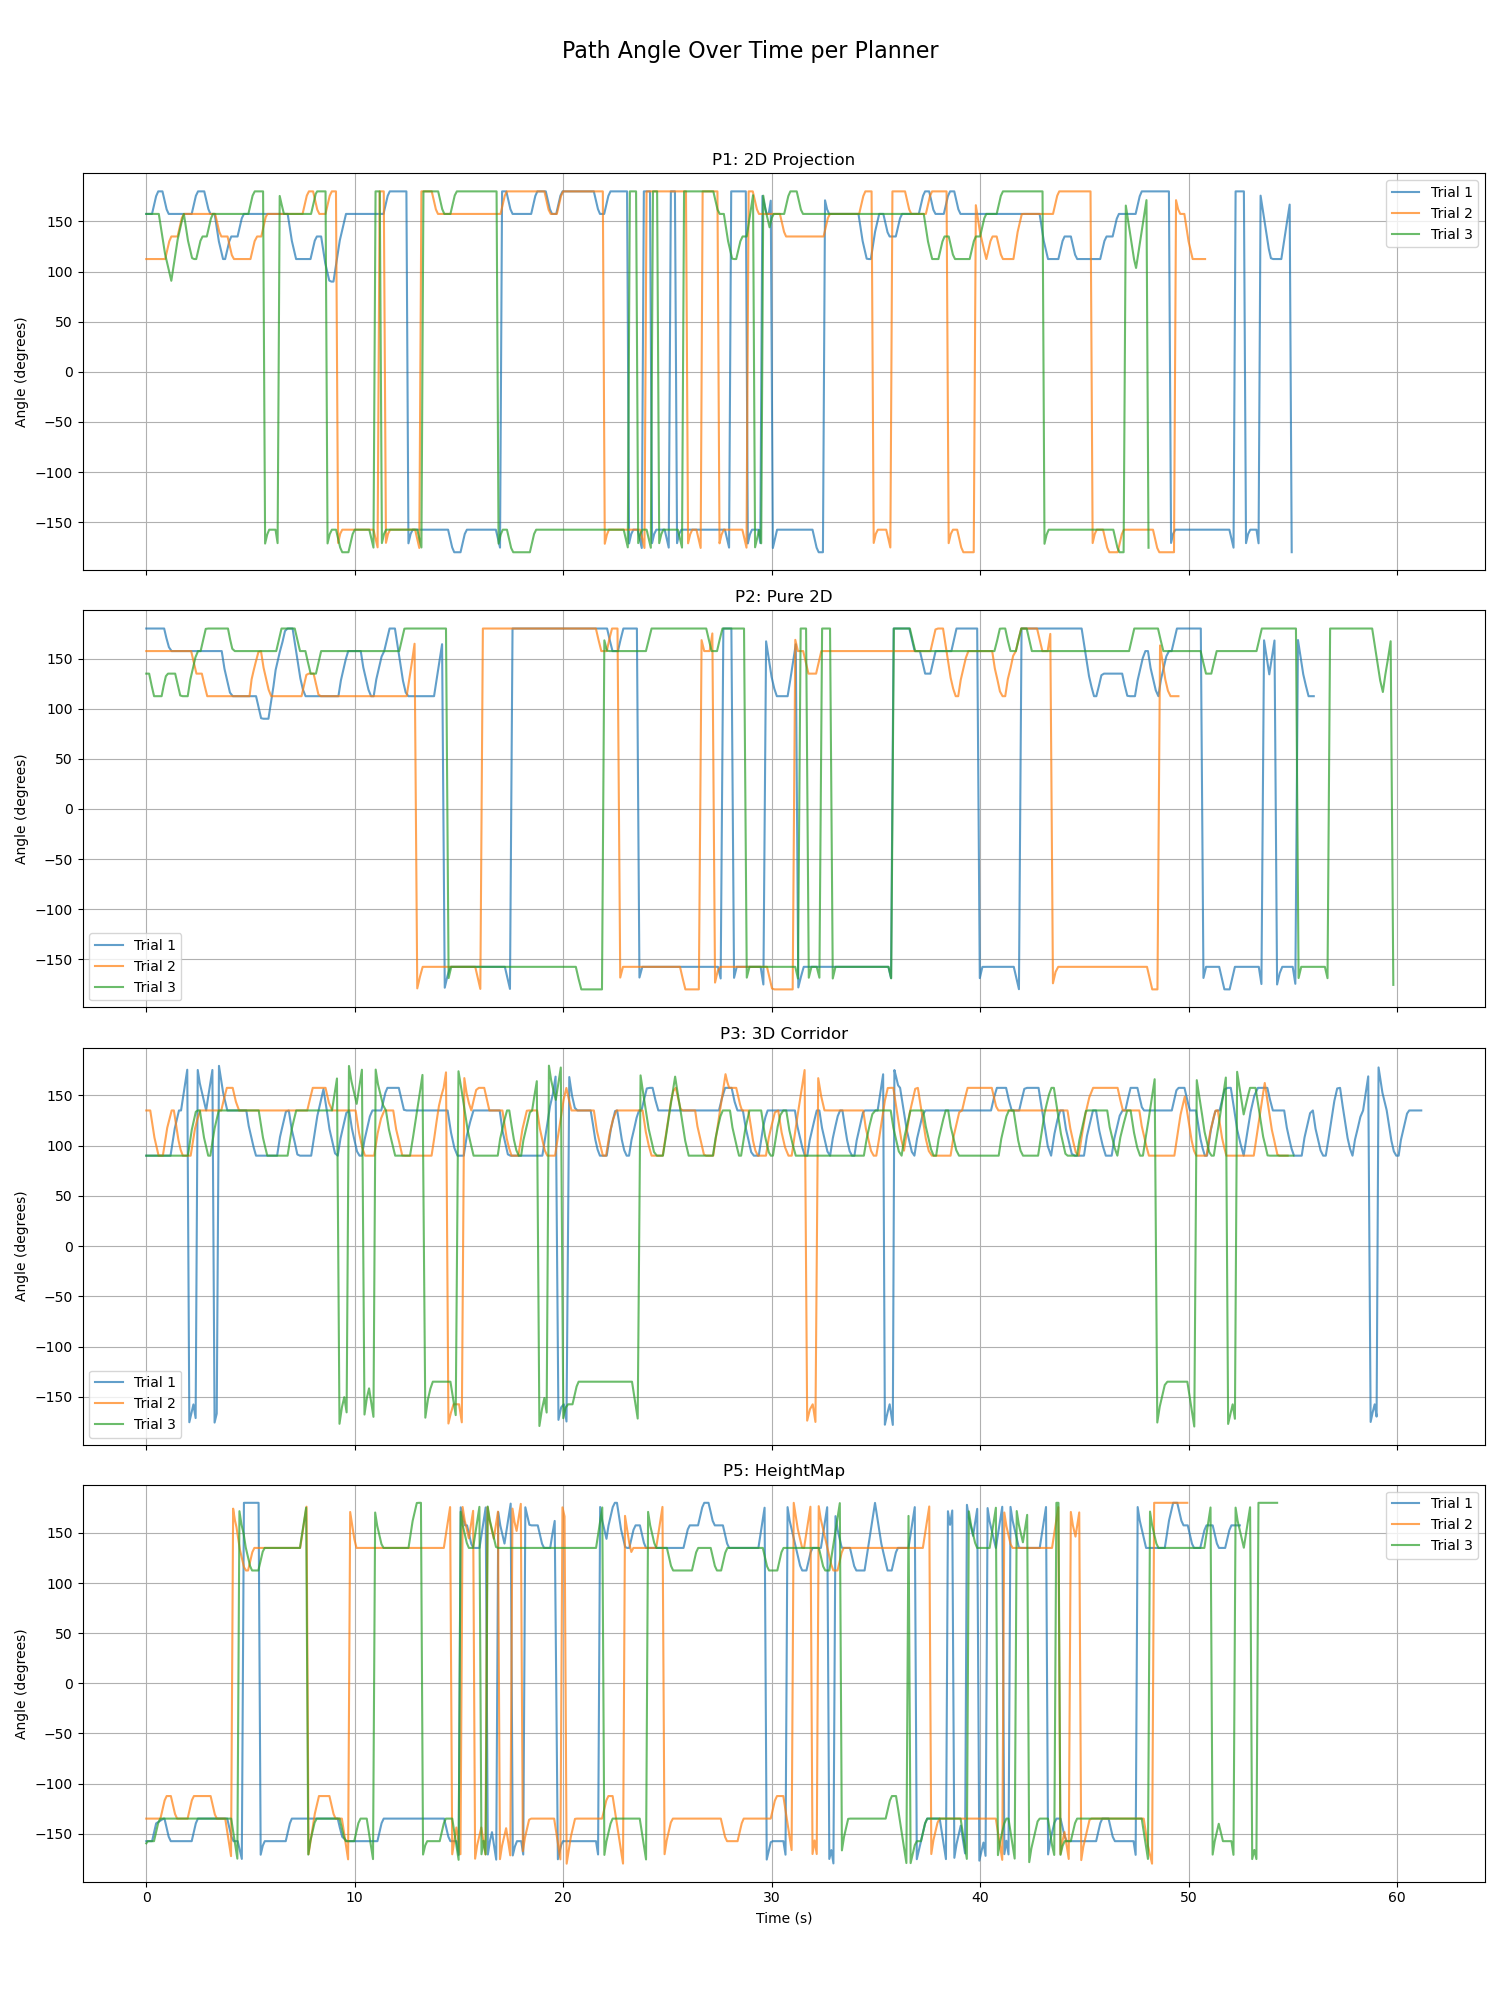 Path Angle Over Time per Planner
P1: 2D Projection
Angle (degrees)
150
100
50
0
−50
−100
−150
Trial 1
Trial 2
Trial 3
P2: Pure 2D
Angle (degrees)
150
100
50
0
−50
−100
−150
Trial 1
Trial 2
Trial 3
P3: 3D Corridor
Angle (degrees)
150
100
50
0
−50
−100
−150
Trial 1
Trial 2
Trial 3
P5: HeightMap
Angle (degrees)
150
100
50
0
−50
−100
−150
Trial 1
Trial 2
Trial 3
0 10 20 30 40 50 60
Time (s)